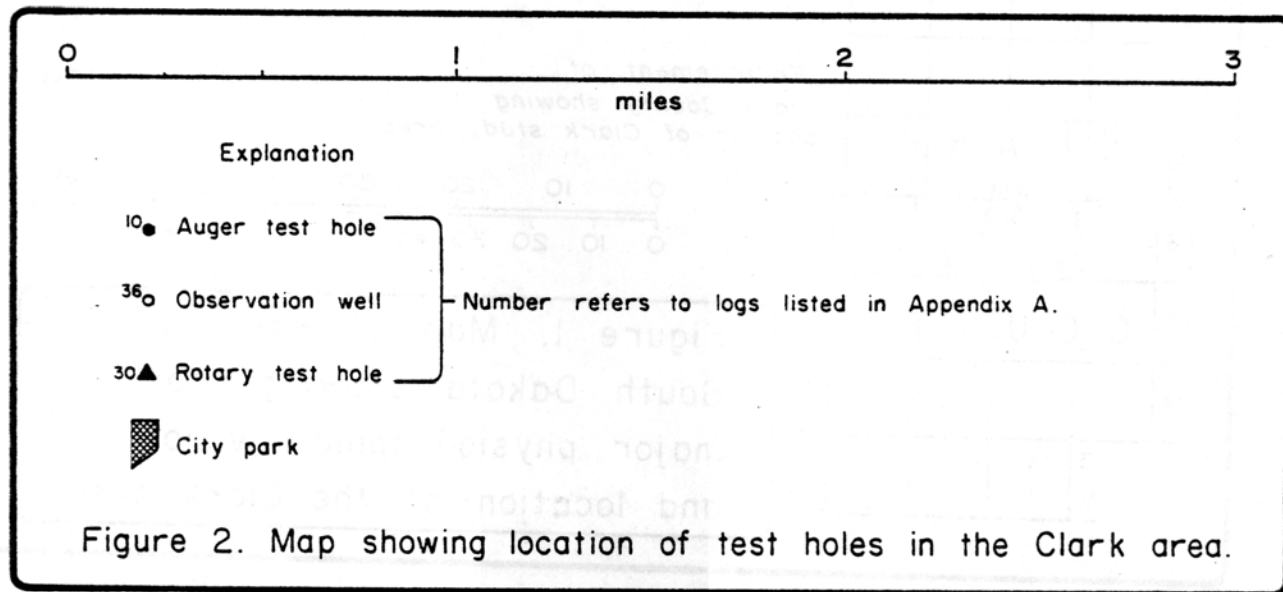 0 1 2 3
miles
Explanation
10 Auger test hole
36 Observation well
Number refers to logs listed in Appendix A.
30 Rotary test hole
City park
Figure 2. Map showing location of test holes in the Clark area.